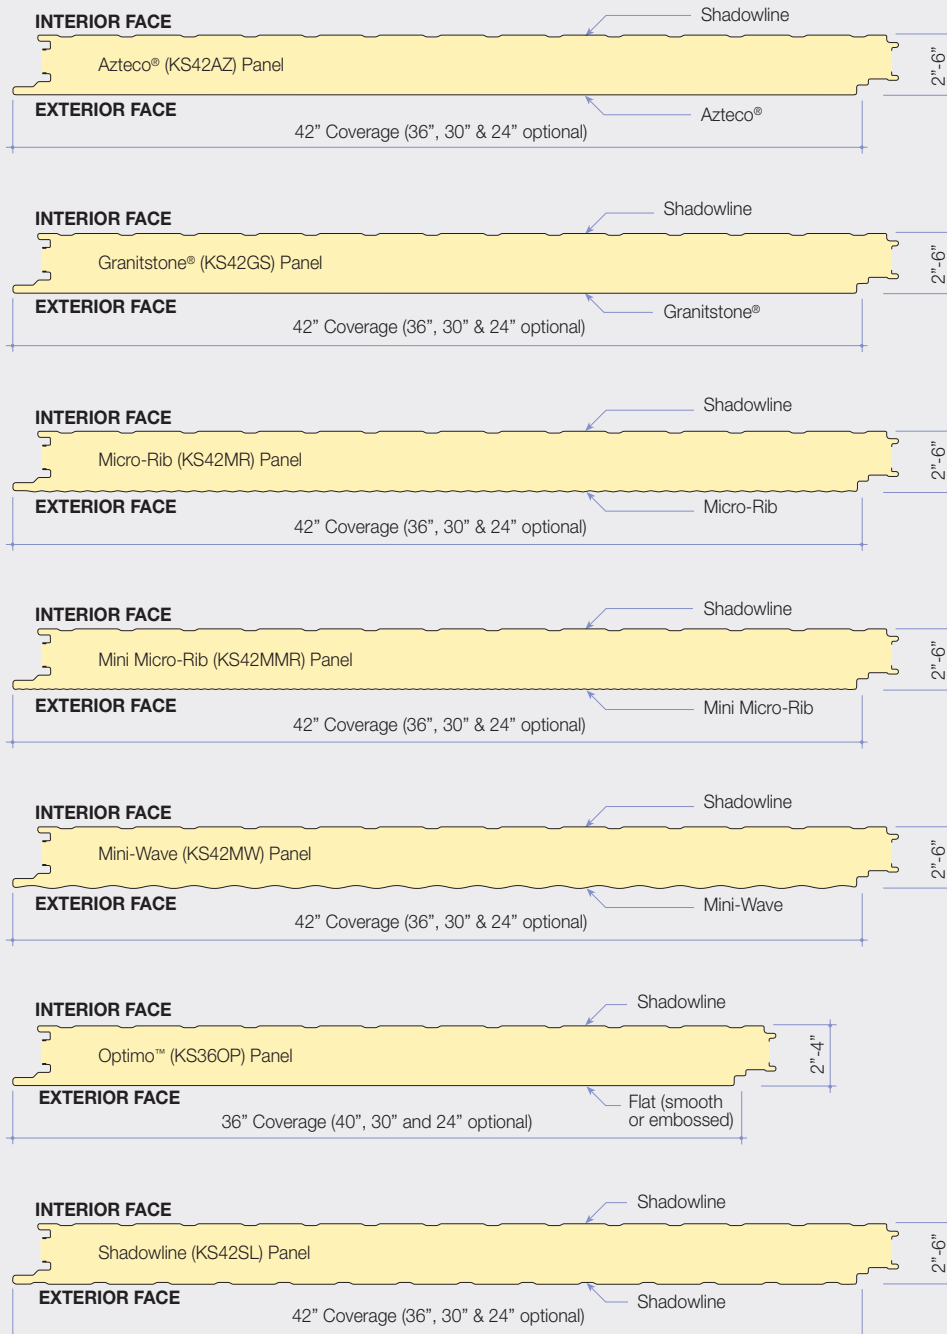 INTERIOR FACE
Shadowline
Azteco® (KS42AZ) Panel
2”-6”
EXTERIOR FACE
Azteco®
42” Coverage (36”, 30” & 24” optional)
INTERIOR FACE
Shadowline
Granitstone® (KS42GS) Panel
2”-6”
EXTERIOR FACE
Granitstone®
42” Coverage (36”, 30” & 24” optional)
INTERIOR FACE
Shadowline
Micro-Rib (KS42MR) Panel
2”-6”
EXTERIOR FACE
Micro-Rib
42” Coverage (36”, 30” & 24” optional)
INTERIOR FACE
Shadowline
Mini Micro-Rib (KS42MMR) Panel
2”-6”
EXTERIOR FACE
Mini Micro-Rib
42” Coverage (36”, 30” & 24” optional)
INTERIOR FACE
Shadowline
Mini-Wave (KS42MW) Panel
2”-6”
EXTERIOR FACE
Mini-Wave
42” Coverage (36”, 30” & 24” optional)
INTERIOR FACE
Shadowline
Optimo™ (KS36OP) Panel
2”-4”
EXTERIOR FACE
Flat (smooth
or embossed)
36” Coverage (40”, 30” and 24” optional)
INTERIOR FACE
Shadowline
Shadowline (KS42SL) Panel
2”-6”
EXTERIOR FACE
Shadowline
42” Coverage (36”, 30” & 24” optional)